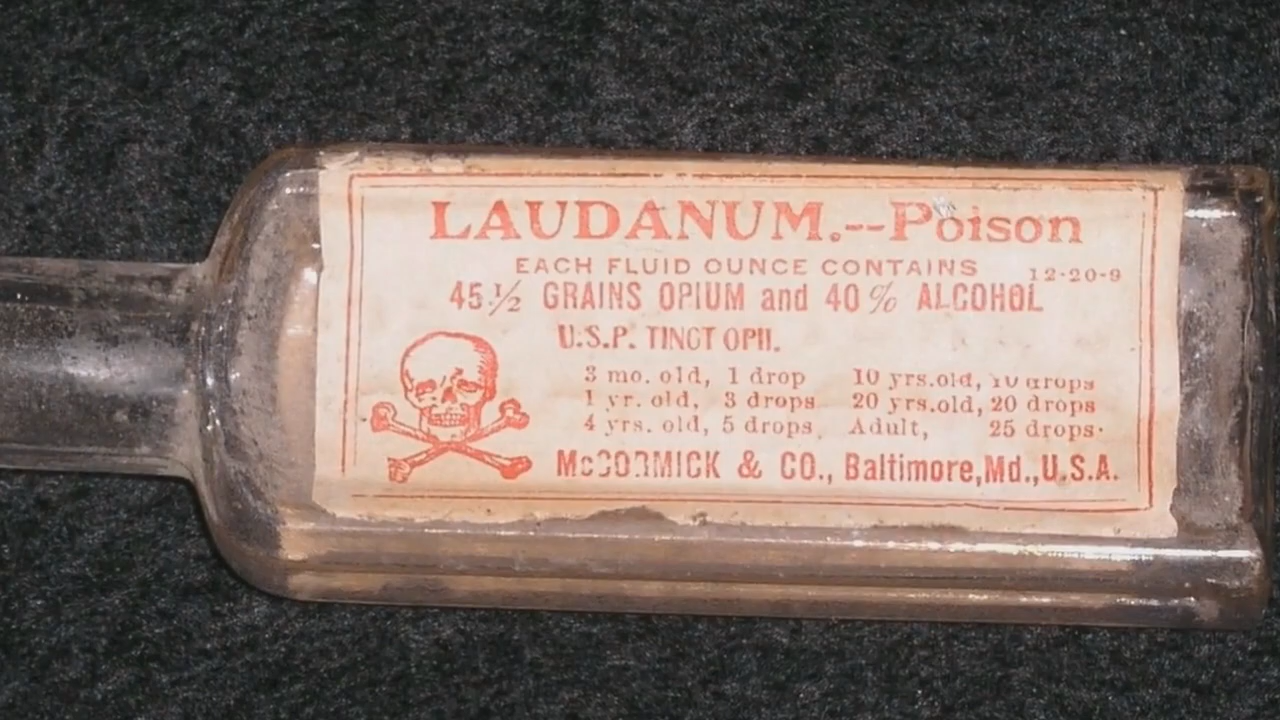 LAUDANUM.--Poison
EACH FLUID OUNCE CONTAINS
12-20-9
45 1/2 GRAINS OPIUM and 40% ALCOHOL
U.S.P. TINCT OPII.
3 mo. old, 1 drop 10 yrs.old, 10 drops
1 yr. old, 3 drops 20 yrs.old, 20 drops
4 yrs. old, 5 drops Adult, 25 drops.
McCORMICK & CO., Baltimore, Md., U.S.A.